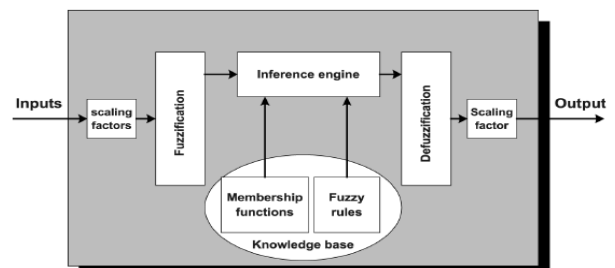 Inputs
scaling
factors
Fuzzification
Inference engine
Membership
functions
Fuzzy
rules
Knowledge base
Defuzzification
Scaling
factor
Output